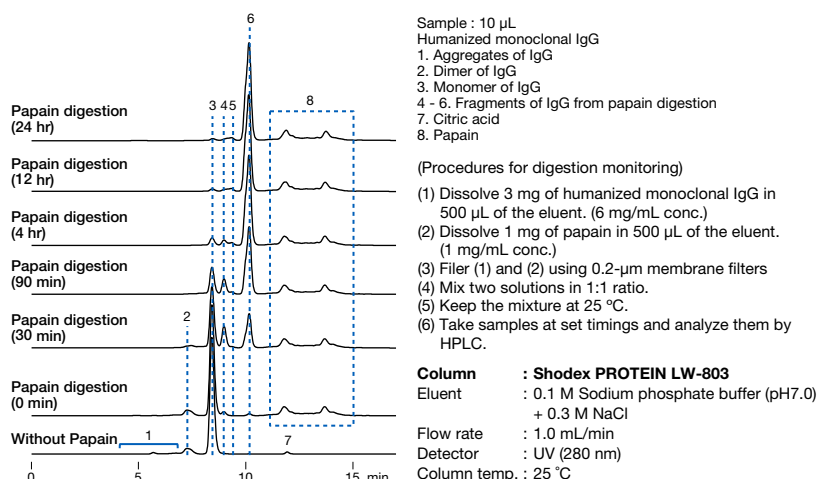 6
Papain digestion
(24 hr)
3 4 5
8
Papain digestion
(12 hr)
Papain digestion
(4 hr)
Papain digestion
(90 min)
2
Papain digestion
(30 min)
Papain digestion
(0 min)
Without Papain
1
7
0 5 10 15 min
Sample : 10 µL
Humanized monoclonal IgG
1. Aggregates of IgG
2. Dimer of IgG
3. Monomer of IgG
4 - 6. Fragments of IgG from papain digestion
7. Citric acid
8. Papain
(Procedures for digestion monitoring)
(1) Dissolve 3 mg of humanized monoclonal IgG in
500 µL of the eluent. (6 mg/mL conc.)
(2) Dissolve 1 mg of papain in 500 µL of the eluent.
(1 mg/mL conc.)
(3) Filer (1) and (2) using 0.2-µm membrane filters
(4) Mix two solutions in 1:1 ratio.
(5) Keep the mixture at 25 ºC.
(6) Take samples at set timings and analyze them by
HPLC.
Column : Shodex PROTEIN LW-803
Eluent : 0.1 M Sodium phosphate buffer (pH7.0)
+ 0.3 M NaCl
Flow rate : 1.0 mL/min
Detector : UV (280 nm)
Column temp. : 25 ˚C